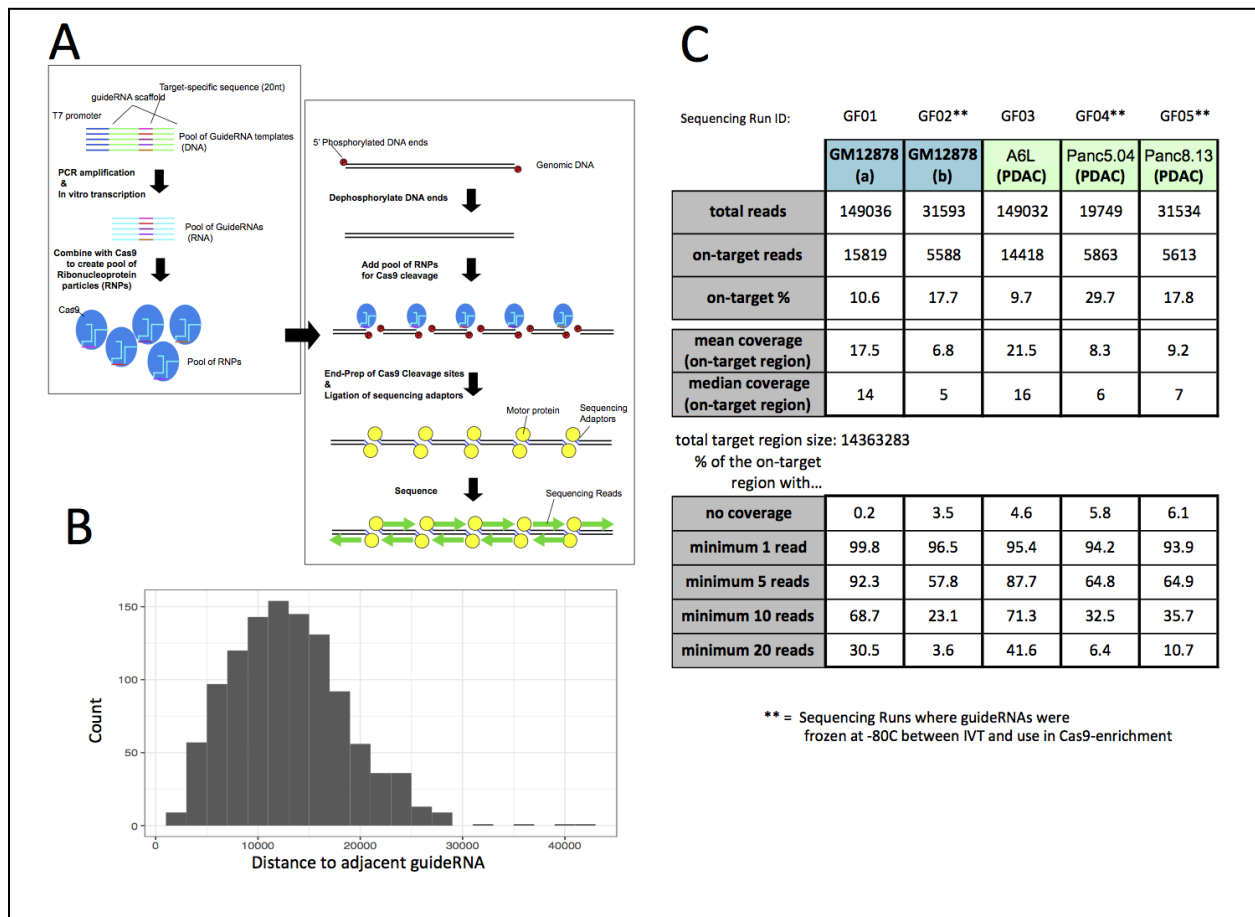 A
Target-specific sequence (20nt)
guideRNA scaffold
T7 promoter
Pool of GuideRNA templates
(DNA)
PCR amplification
&
In vitro transcription
Pool of GuideRNAs
(RNA)
Combine with Cas9
to create pool of
Ribonucleoprotein
particles (RNPs)
Cas9
Pool of RNPs
5' Phosphorylated DNA ends
P
P
Genomic DNA
Dephosphorylate DNA ends
Add pool of RNPs
for Cas9 cleavage
End-Prep of Cas9 Cleavage sites
&
Ligation of sequencing adaptors
Motor protein
Sequencing
Adaptors
Sequence
Sequencing Reads
B
Count
150
100
50
0
0 10000 20000 30000 40000
Distance to adjacent guideRNA
C
Sequencing Run ID: GF01 GF02** GF03 GF04** GF05**
GM12878 (a) GM12878 (b) A6L (PDAC) Panc5.04 (PDAC) Panc8.13 (PDAC)
total reads 149036 31593 149032 19749 31534
on-target reads 15819 5588 14418 5863 5613
on-target % 10.6 17.7 9.7 29.7 17.8
mean coverage (on-target region) 17.5 6.8 21.5 8.3 9.2
median coverage (on-target region) 14 5 16 6 7
total target region size: 14363283
% of the on-target
region with...
no coverage 0.2 3.5 4.6 5.8 6.1
minimum 1 read 99.8 96.5 95.4 94.2 93.9
minimum 5 reads 92.3 57.8 87.7 64.8 64.9
minimum 10 reads 68.7 23.1 71.3 32.5 35.7
minimum 20 reads 30.5 3.6 41.6 6.4 10.7
** = Sequencing Runs where guideRNAs were
frozen at -80C between IVT and use in Cas9-enrichment